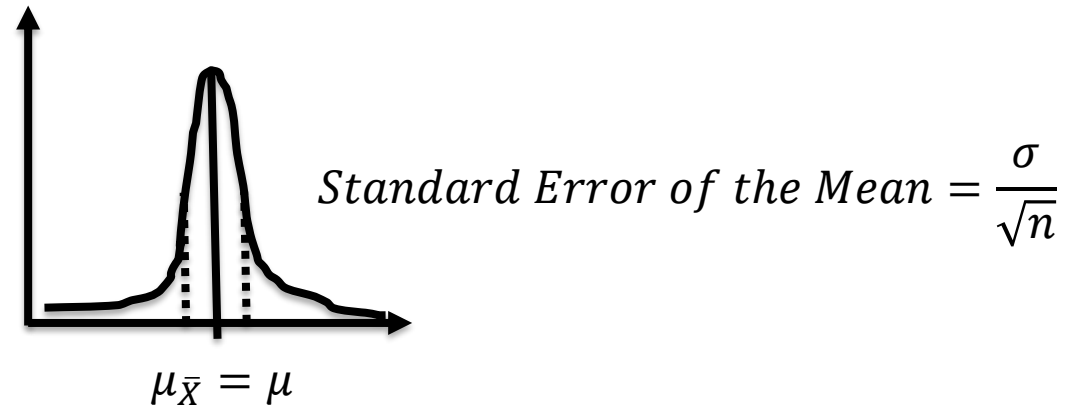 Standard Error of the Mean = σ/√n
μ_X̄ = μ